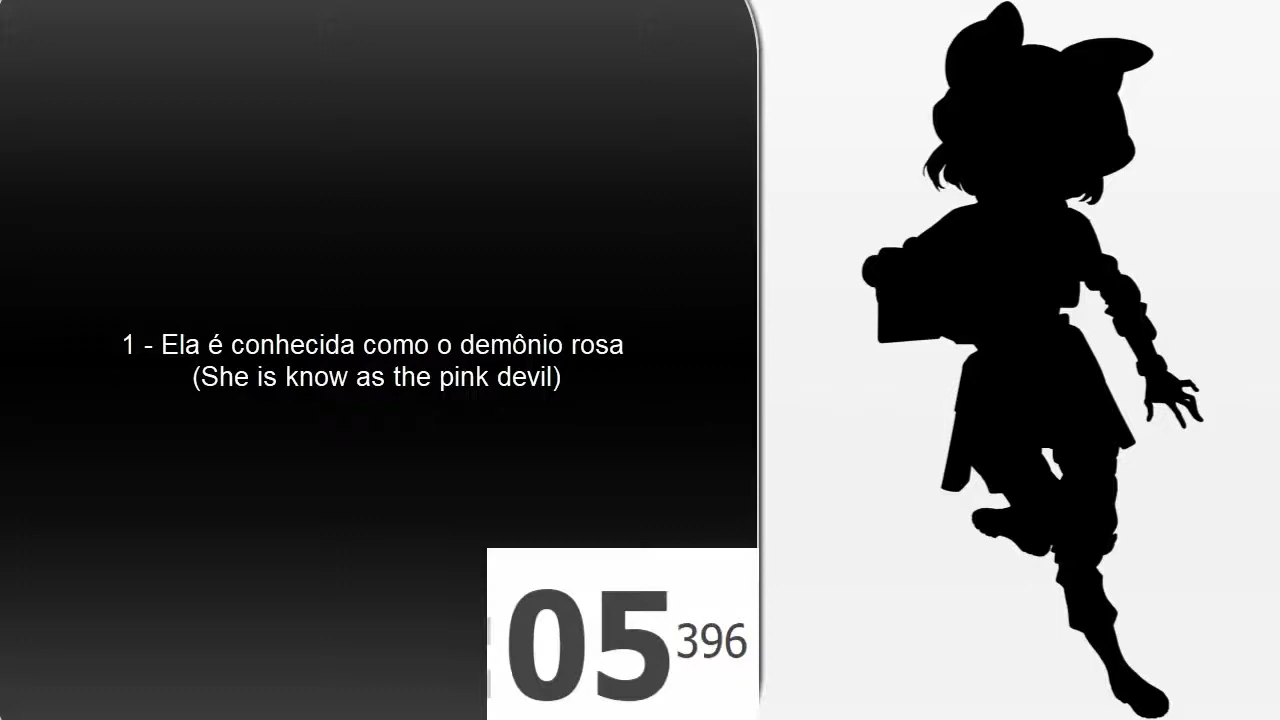 1 - Ela é conhecida como o demônio rosa
(She is know as the pink devil)
05 396